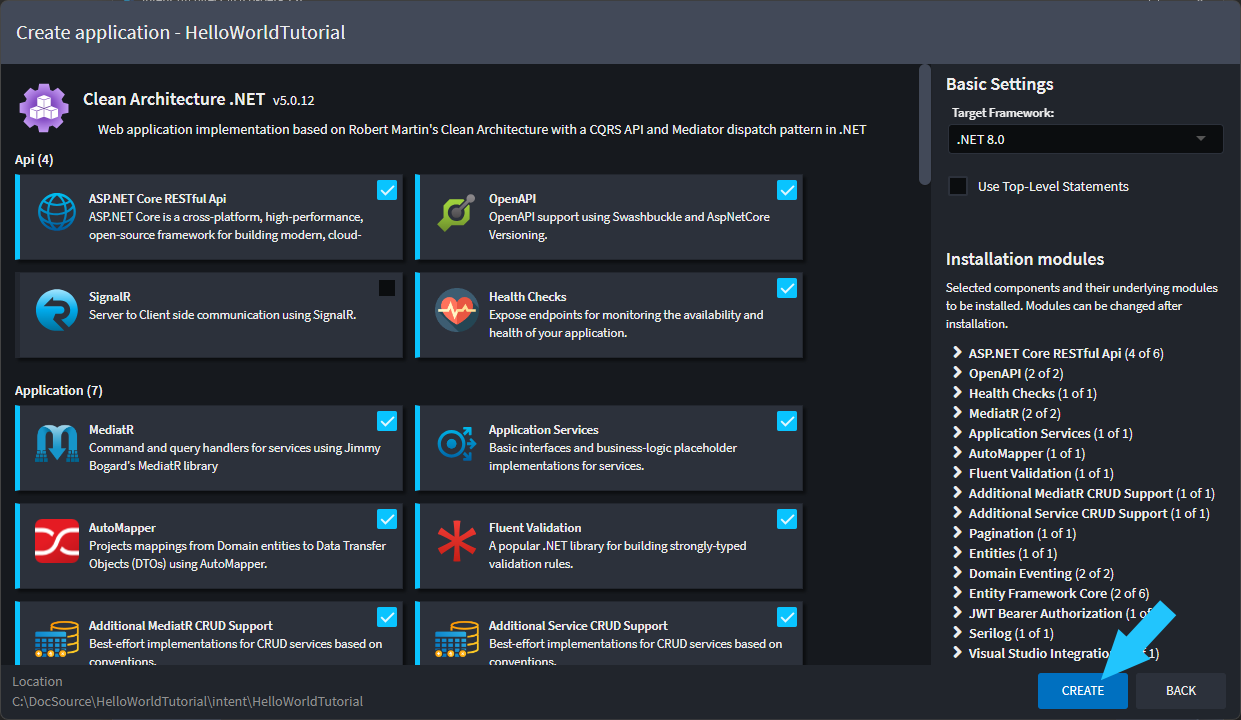 Create application - HelloWorldTutorial
Clean Architecture .NET v5.0.12
Web application implementation based on Robert Martin's Clean Architecture with a CQRS API and Mediator dispatch pattern in .NET
Api (4)
ASP.NET Core RESTful Api
ASP.NET Core is a cross-platform, high-performance,
open-source framework for building modern, cloud-
OpenAPI
OpenAPI support using Swashbuckle and AspNetCore
Versioning.
SignalR
Server to Client side communication using SignalR.
Health Checks
Expose endpoints for monitoring the availability and
health of your application.
Application (7)
MediatR
Command and query handlers for services using Jimmy
Bogard's MediatR library
Application Services
Basic interfaces and business-logic placeholder
implementations for services.
AutoMapper
Projects mappings from Domain entities to Data Transfer
Objects (DTOs) using AutoMapper.
Fluent Validation
A popular .NET library for building strongly-typed
validation rules.
Additional MediatR CRUD Support
Best-effort implementations for CRUD services based on
conventions.
Additional Service CRUD Support
Best-effort implementations for CRUD services based on
conventions.
Basic Settings
Target Framework:
.NET 8.0
Use Top-Level Statements
Installation modules
Selected components and their underlying modules
to be installed. Modules can be changed after
installation.
ASP.NET Core RESTful Api (4 of 6)
OpenAPI (2 of 2)
Health Checks (1 of 1)
MediatR (2 of 2)
Application Services (1 of 1)
AutoMapper (1 of 1)
Fluent Validation (1 of 1)
Additional MediatR CRUD Support (1 of 1)
Additional Service CRUD Support (1 of 1)
Pagination (1 of 1)
Entities (1 of 1)
Domain Eventing (2 of 2)
Entity Framework Core (2 of 6)
JWT Bearer Authorization (1
Serilog (1 of 1)
Visual Studio Integration 1)
Location
C:\DocSource\HelloWorldTutorial\intent\HelloWorldTutorial
CREATE
BACK